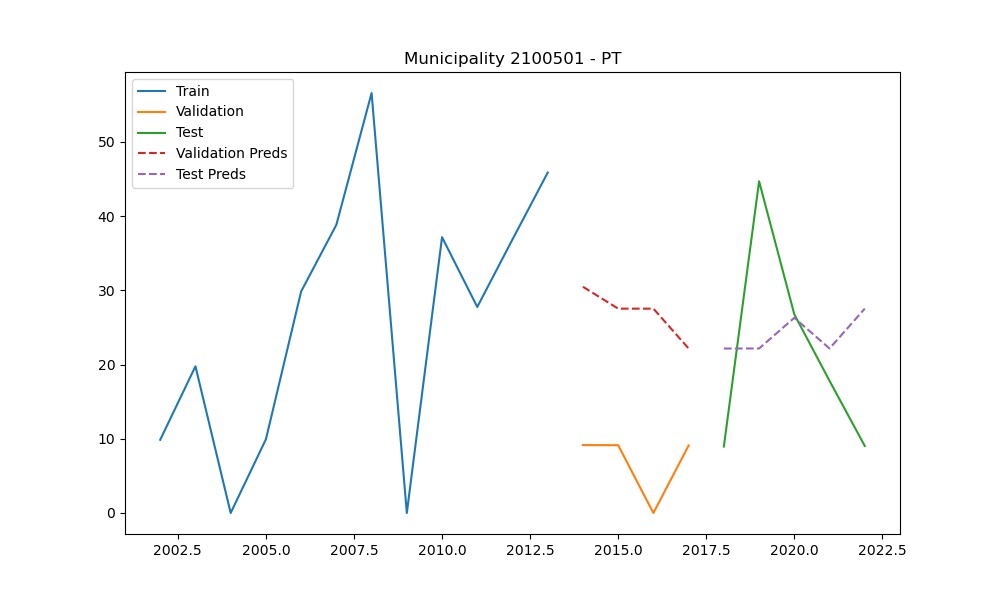 Municipality 2100501 - PT
Train
Validation
Test
Validation Preds
Test Preds
50
40
30
20
10
0
2002.5 2005.0 2007.5 2010.0 2012.5 2015.0 2017.5 2020.0 2022.5